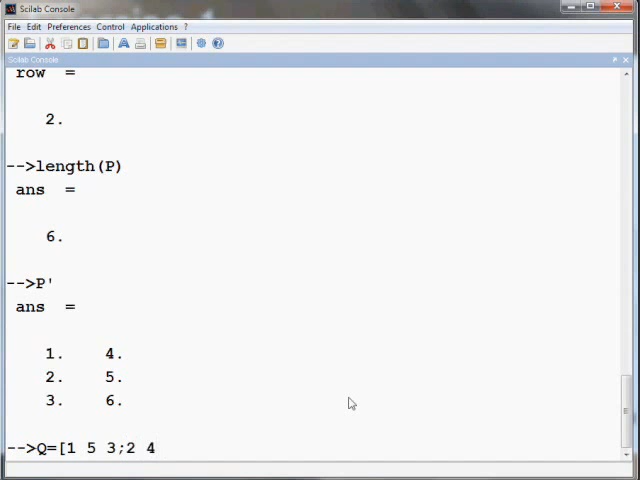 Scilab Console
File Edit Preferences Control Applications ?
Scilab Console
row =
2.
-->length(P)
ans =
6.
-->P'
ans =
1. 4.
2. 5.
3. 6.
-->Q=[1 5 3;2 4